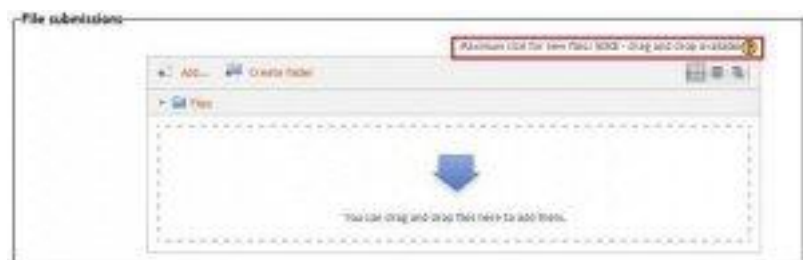 File submissions
Maximum size for new files: - drag and drop available
Add... Create folder
Files
You can drag and drop files here to add them.